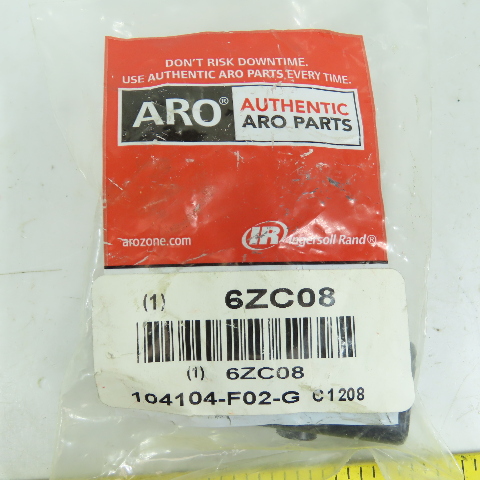 DON'T RISK DOWNTIME.
USE AUTHENTIC ARO PARTS EVERY TIME.
ARO® AUTHENTIC
ARO PARTS
arozone.com
IR Ingersoll Rand®
(1) 6ZC08
(1) 6ZC08
104104-F02-G C1208